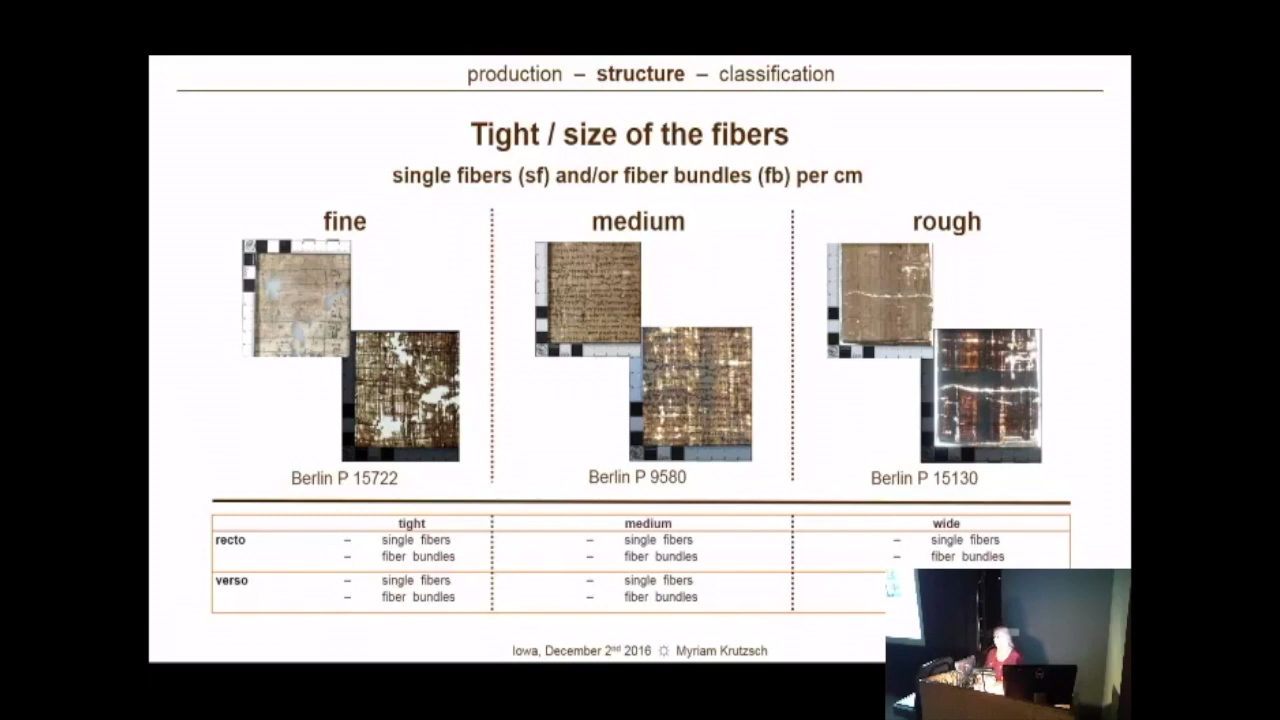 production – structure – classification
Tight / size of the fibers
single fibers (sf) and/or fiber bundles (fb) per cm
fine
medium
rough
Berlin P 15722
Berlin P 9580
Berlin P 15130
tight medium wide
recto – single fibers – single fibers – single fibers
– fiber bundles – fiber bundles – fiber bundles
verso – single fibers – single fibers
– fiber bundles – fiber bundles
Iowa, December 2nd 2016 ☼ Myriam Krutzsch